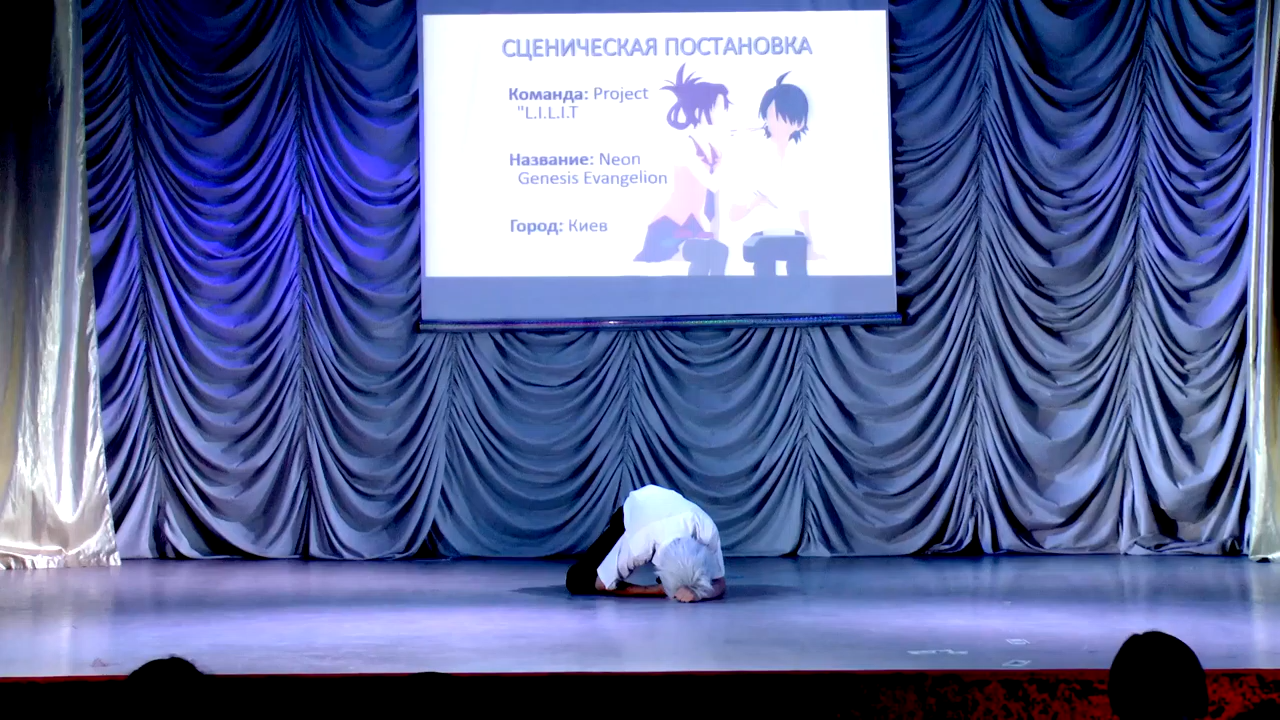 СЦЕНИЧЕСКАЯ ПОСТАНОВКА
Команда: Project
"L.I.L.I.T
Название: Neon
Genesis Evangelion
Город: Киев